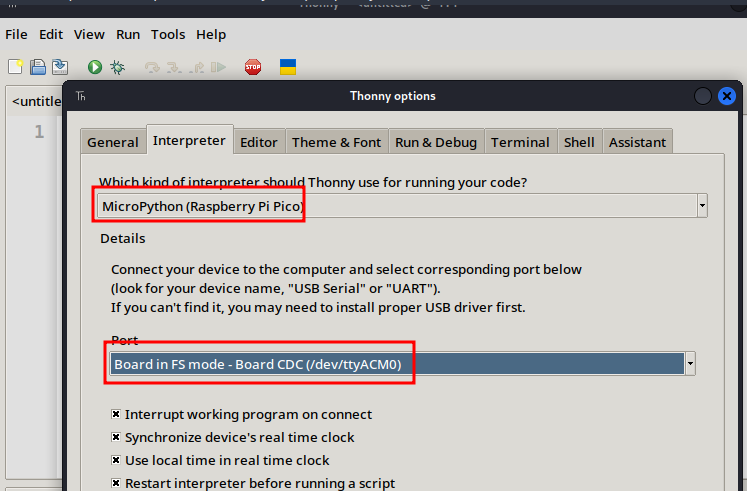 Th
File Edit View Run Tools Help
STOP
<untitle
Th Thonny options
General Interpreter Editor Theme & Font Run & Debug Terminal Shell Assistant
1
Which kind of interpreter should Thonny use for running your code?
MicroPython (Raspberry Pi Pico)
Details
Connect your device to the computer and select corresponding port below
(look for your device name, "USB Serial" or "UART").
If you can't find it, you may need to install proper USB driver first.
Port
Board in FS mode - Board CDC (/dev/ttyACM0)
Interrupt working program on connect
Synchronize device's real time clock
Use local time in real time clock
Restart interpreter before running a script